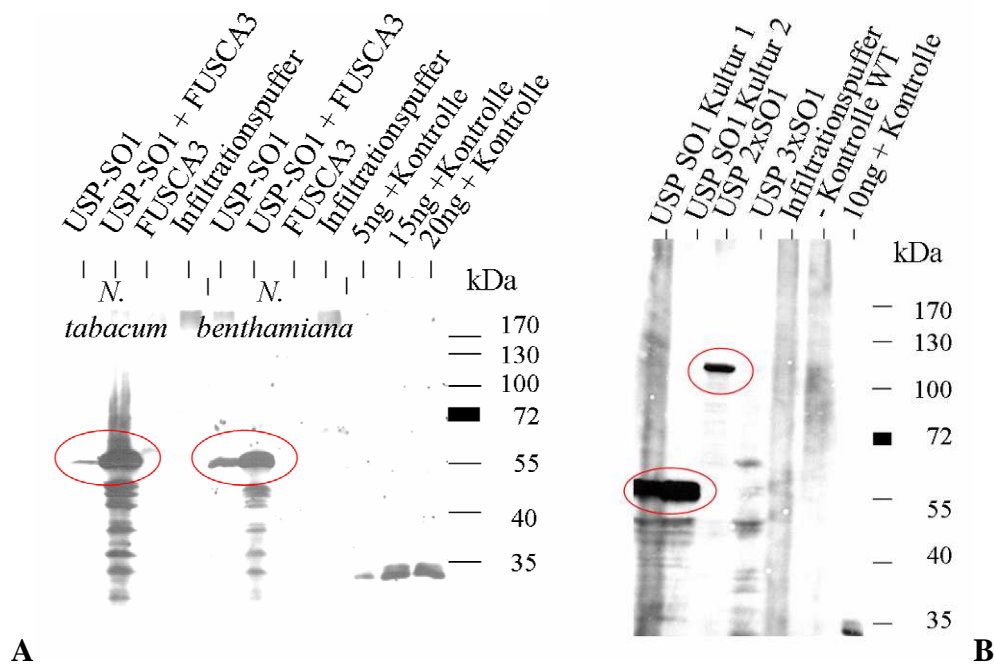 USP-SO1
USP-SO1 + FUSCA3
FUSCA3
Infiltrationspuffer
USP-SO1
USP-SO1 + FUSCA3
FUSCA3
Infiltrationspuffer
5ng +Kontrolle
15ng +Kontrolle
20ng + Kontrolle
kDa
N.
tabacum
N.
benthamiana
170
130
100
72
55
40
35
A
USP SO1 Kultur 1
USP SO1 Kultur 2
USP 2xSO1
USP 3xSO1
Infiltrationspuffer
- Kontrolle WT
10ng + Kontrolle
kDa
170
130
100
72
55
40
35
B